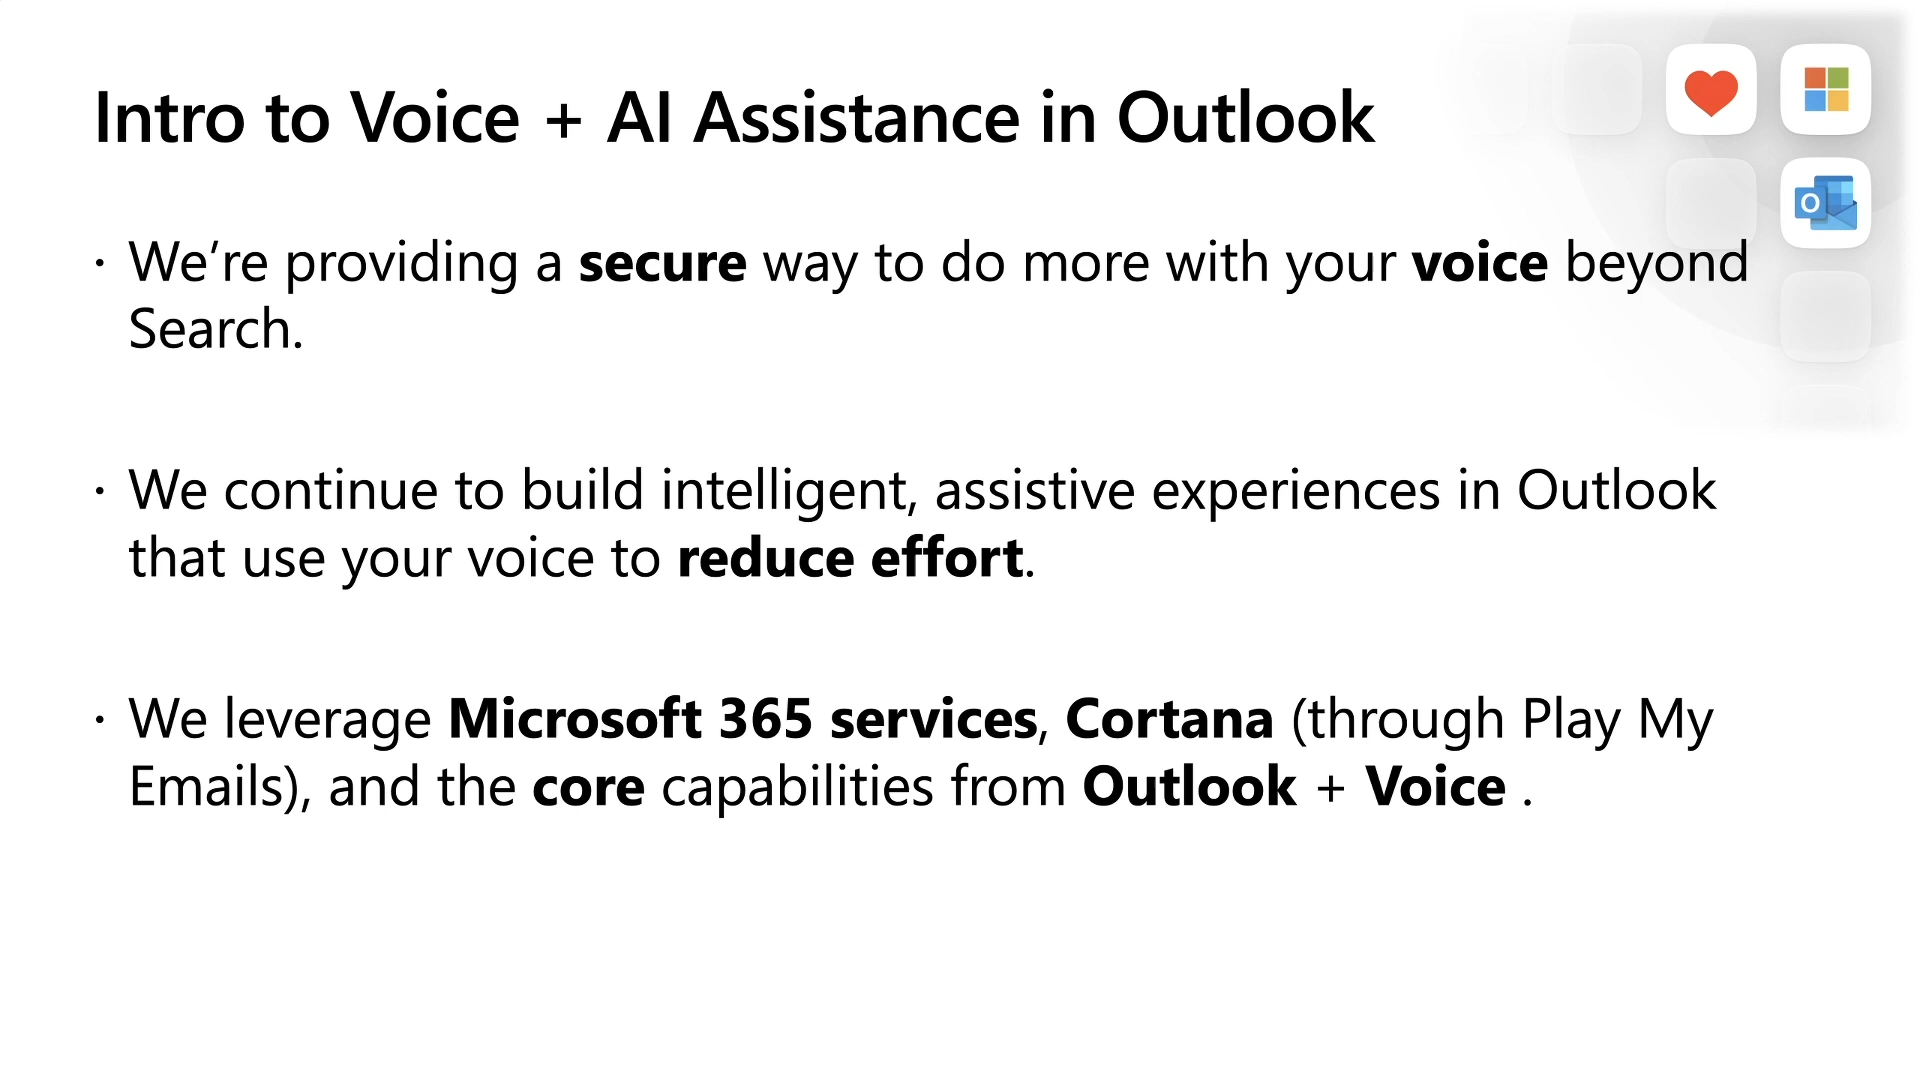 Intro to Voice + AI Assistance in Outlook
· We’re providing a secure way to do more with your voice beyond
Search.
· We continue to build intelligent, assistive experiences in Outlook
that use your voice to reduce effort.
· We leverage Microsoft 365 services, Cortana (through Play My
Emails), and the core capabilities from Outlook + Voice .